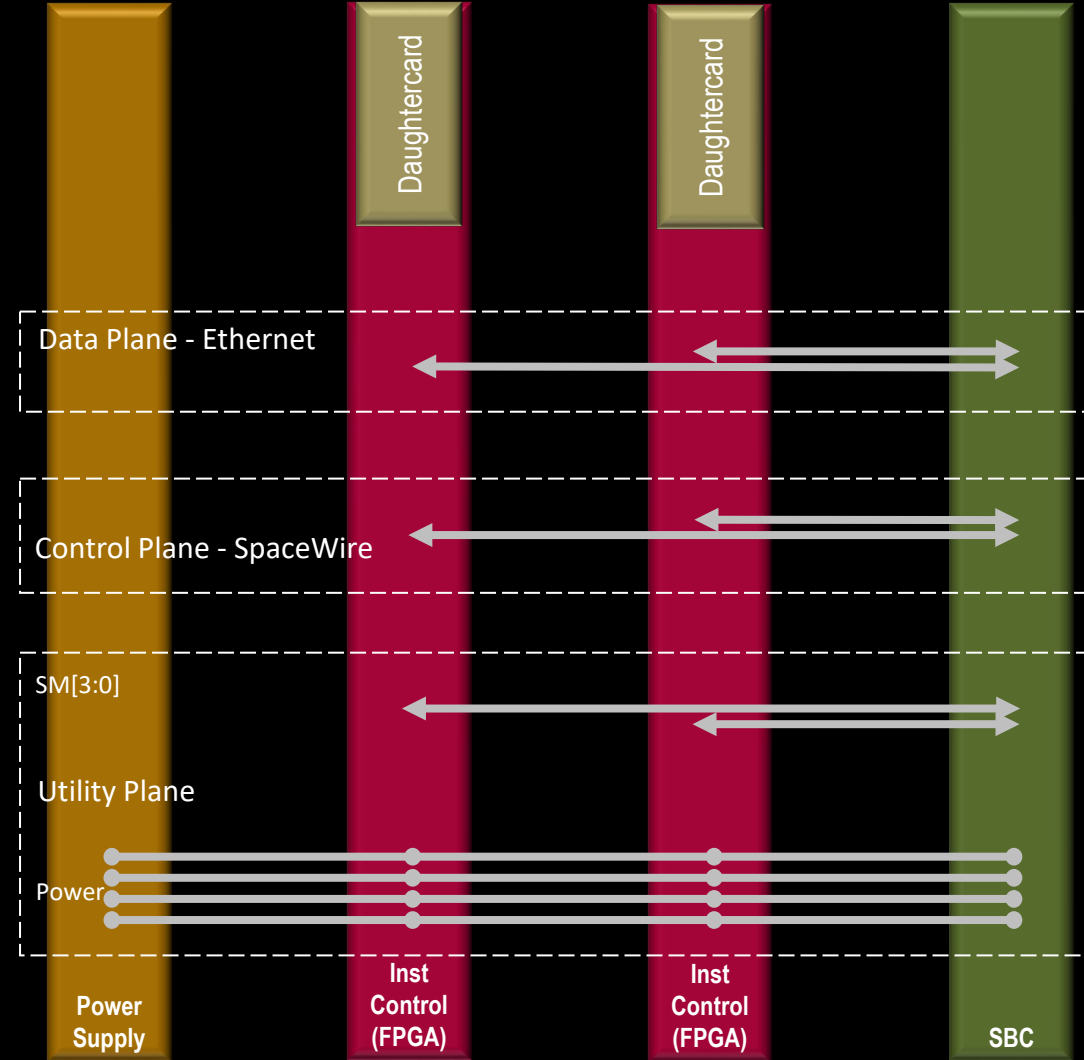 Daughtercard
Daughtercard
Data Plane - Ethernet
Control Plane - SpaceWire
SM[3:0]
Utility Plane
Power
Power
Supply
Inst
Control
(FPGA)
Inst
Control
(FPGA)
SBC